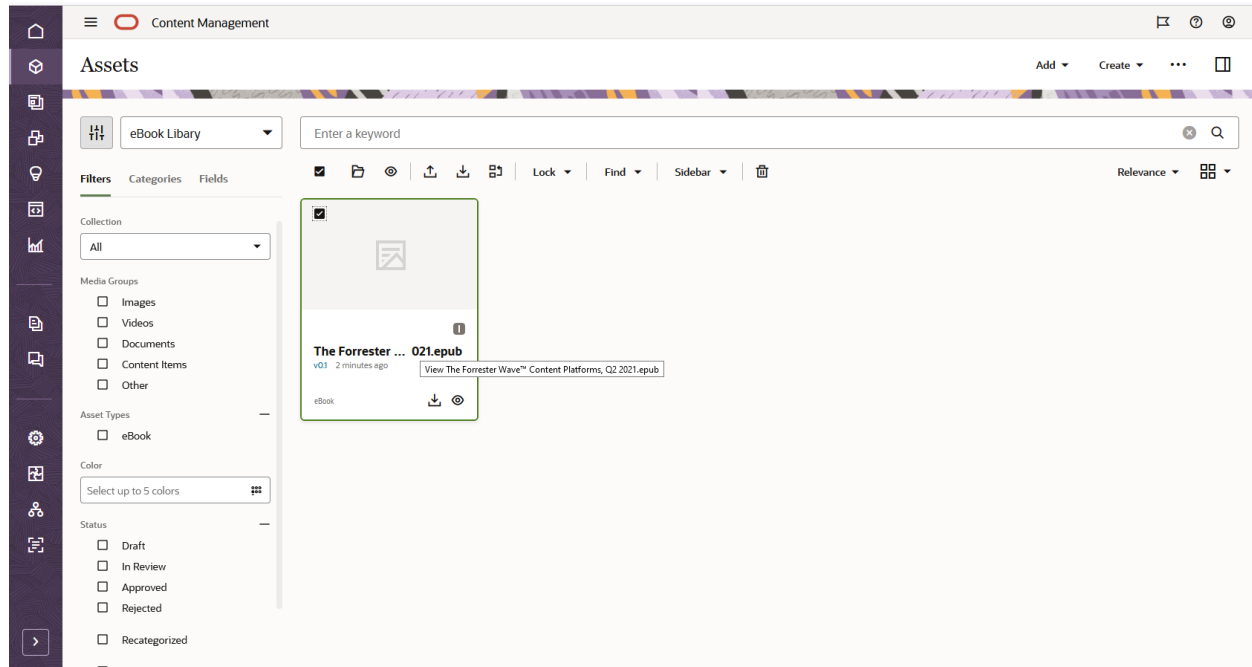 Content Management
Assets
Add
Create
eBook Libary
Enter a keyword
Filters Categories Fields
Lock
Find
Sidebar
Relevance
Collection
All
Media Groups
Images
Videos
Documents
Content Items
Other
Asset Types
eBook
Color
Select up to 5 colors
Status
Draft
In Review
Approved
Rejected
Recategorized
I
The Forrester ... 021.epub
v0.1 2 minutes ago
View The Forrester Wave™ Content Platforms, Q2 2021.epub
eBook